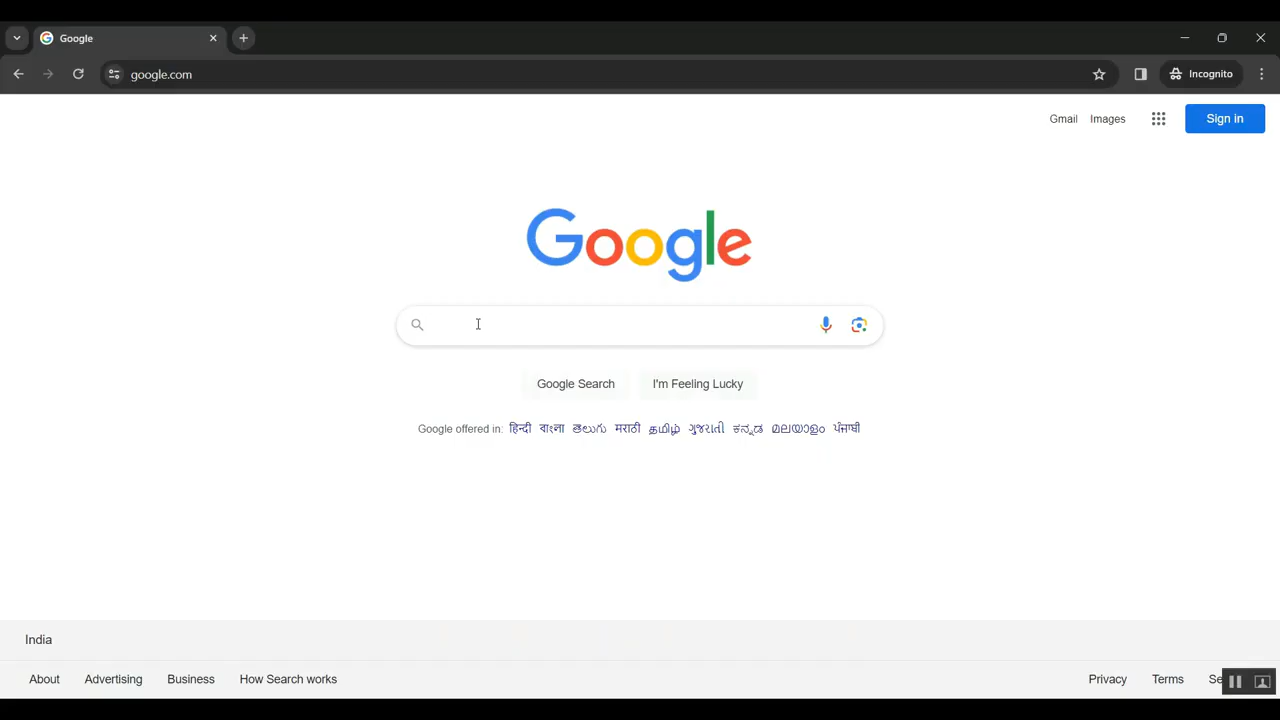 Google
google.com
Incognito
Gmail Images Sign in
Google
Google Search I'm Feeling Lucky
Google offered in: हिन्दी বাংলা తెలుగు मराठी தமிழ் ગુજરાતી ಕನ್ನಡ മലയാളം ਪੰਜਾਬੀ
India
About Advertising Business How Search works Privacy Terms Se